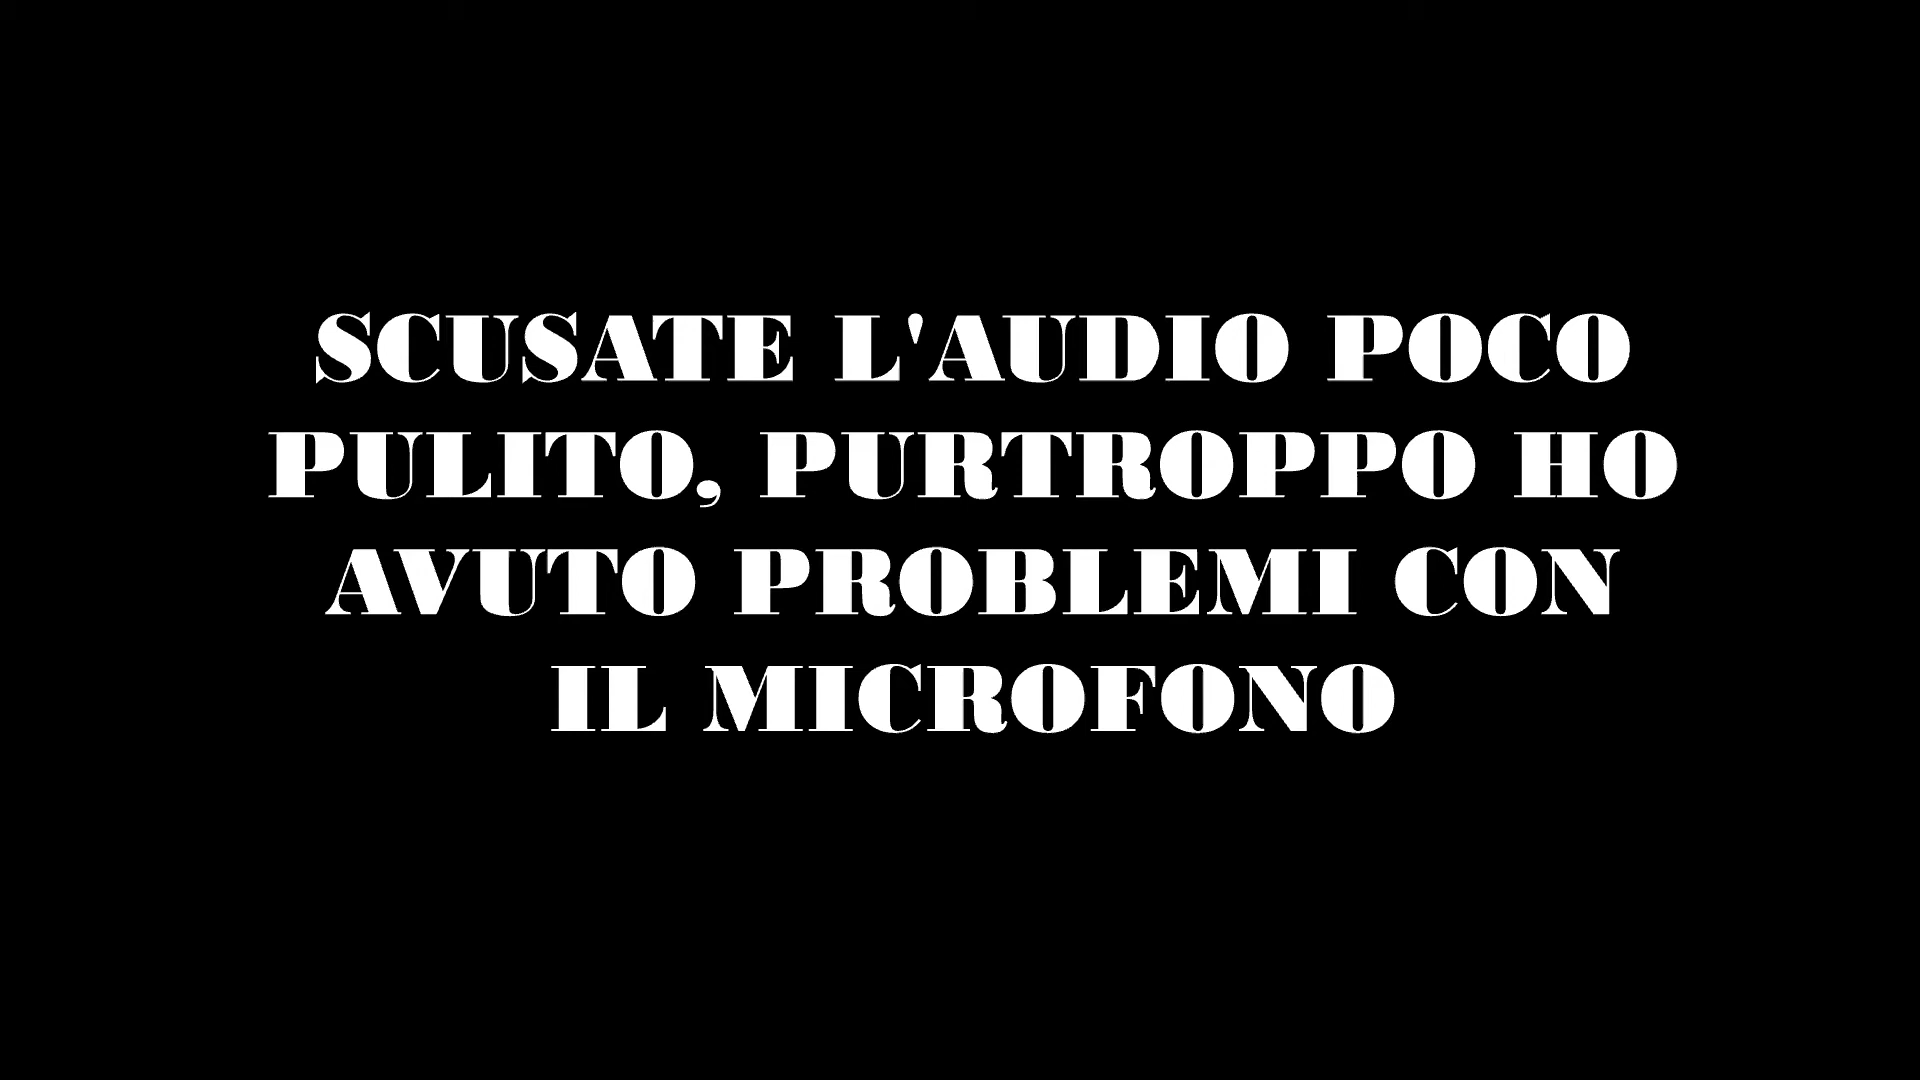 SCUSATE L'AUDIO POCO
PULITO, PURTROPPO HO
AVUTO PROBLEMI CON
IL MICROFONO